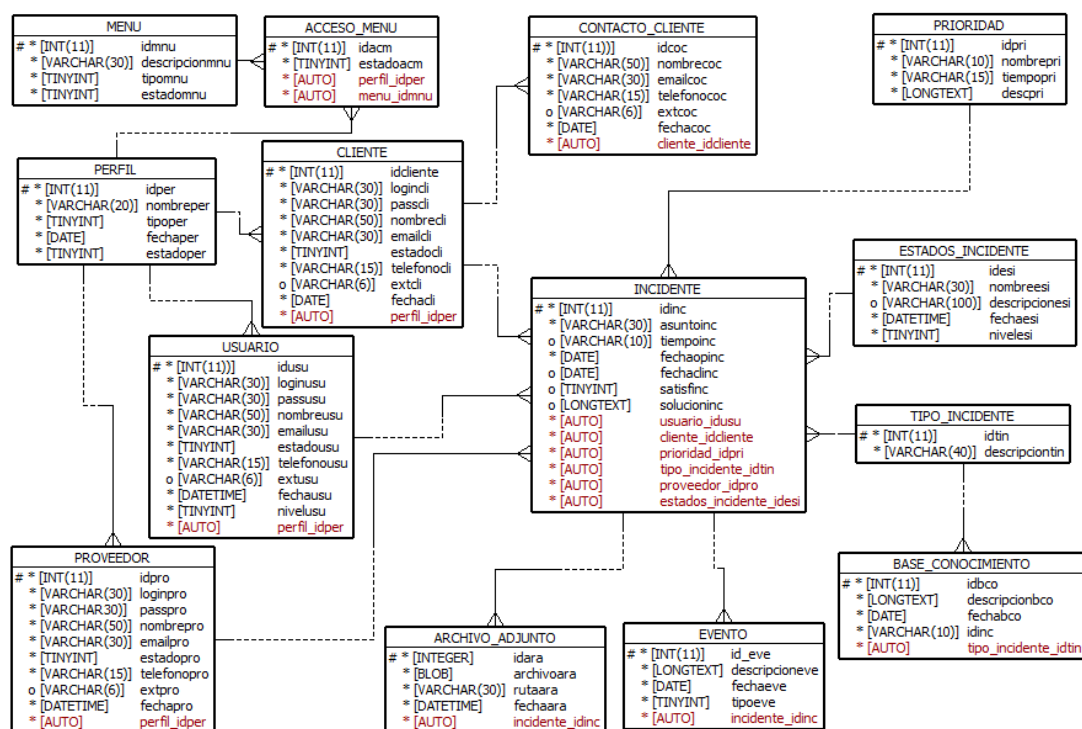 MENU
# * [INT(11)] idmnu
* [VARCHAR(30)] descripcionmnu
* [TINYINT] tipomnu
* [TINYINT] estadomnu
ACCESO_MENU
# * [INT(11)] idacm
* [TINYINT] estadoacm
* [AUTO] perfil_idper
* [AUTO] menu_idmnu
CONTACTO_CLIENTE
# * [INT(11))] idcoc
* [VARCHAR(50)] nombrecoc
* [VARCHAR(30)] emailcoc
* [VARCHAR(15)] telefonococ
o [VARCHAR(6)] extcoc
* [DATE] fechacoc
* [AUTO] cliente_idcliente
PRIORIDAD
# * [INT(11)] idpri
* [VARCHAR(10)] nombrepri
* [VARCHAR(15)] tiempopri
* [LONGTEXT] descpri
PERFIL
# * [INT(11)] idper
* [VARCHAR(20)] nombreper
* [TINYINT] tipoper
* [DATE] fechaper
* [TINYINT] estadoper
CLIENTE
# * [INT(11)] idcliente
* [VARCHAR(30)] logincli
* [VARCHAR(30)] passcli
* [VARCHAR(50)] nombrecli
* [VARCHAR(30)] emailcli
* [TINYINT] estadocli
* [VARCHAR(15)] telefonocli
o [VARCHAR(6)] extcli
* [DATE] fechacli
* [AUTO] perfil_idper
ESTADOS_INCIDENTE
# * [INT(11)] idesi
* [VARCHAR(30)] nombreesi
o [VARCHAR(100)] descripcionesi
* [DATETIME] fechaesi
* [TINYINT] nivelesi
INCIDENTE
# * [INT(11)] idinc
* [VARCHAR(30)] asuntoinc
o [VARCHAR(10)] tiempoinc
* [DATE] fechaopinc
o [DATE] fechaclinc
o [TINYINT] satisfinc
o [LONGTEXT] solucioninc
* [AUTO] usuario_idusu
* [AUTO] cliente_idcliente
* [AUTO] prioridad_idpri
* [AUTO] tipo_incidente_idtin
* [AUTO] proveedor_idpro
* [AUTO] estados_incidente_idesi
USUARIO
# * [INT(11))] idusu
* [VARCHAR(30)] loginusu
* [VARCHAR(30)] passusu
* [VARCHAR(50)] nombreusu
* [VARCHAR(30)] emailusu
* [TINYINT] estadousu
* [VARCHAR(15)] telefonousu
o [VARCHAR(6)] extusu
* [DATETIME] fechausu
* [TINYINT] nivelusu
* [AUTO] perfil_idper
TIPO_INCIDENTE
# * [INT(11)] idtin
* [VARCHAR(40)] descripciontin
PROVEEDOR
# * [INT(11)] idpro
* [VARCHAR(30)] loginpro
* [VARCHAR30)] passpro
* [VARCHAR(50)] nombrepro
* [VARCHAR(30)] emailpro
* [TINYINT] estadopro
* [VARCHAR(15)] telefonopro
o [VARCHAR(6)] extpro
* [DATETIME] fechapro
* [AUTO] perfil_idper
BASE_CONOCIMIENTO
# * [INT(11)] idbco
* [LONGTEXT] descripcionbco
* [DATE] fechabco
* [VARCHAR(10)] idinc
* [AUTO] tipo_incidente_idtin
ARCHIVO_ADJUNTO
# * [INTEGER] idara
* [BLOB] archivoara
* [VARCHAR(30)] rutaara
* [DATETIME] fechaara
* [AUTO] incidente_idinc
EVENTO
# * [INT(11)] id_eve
* [LONGTEXT] descripcioneve
* [DATE] fechaeve
* [TINYINT] tipoeve
* [AUTO] incidente_idinc